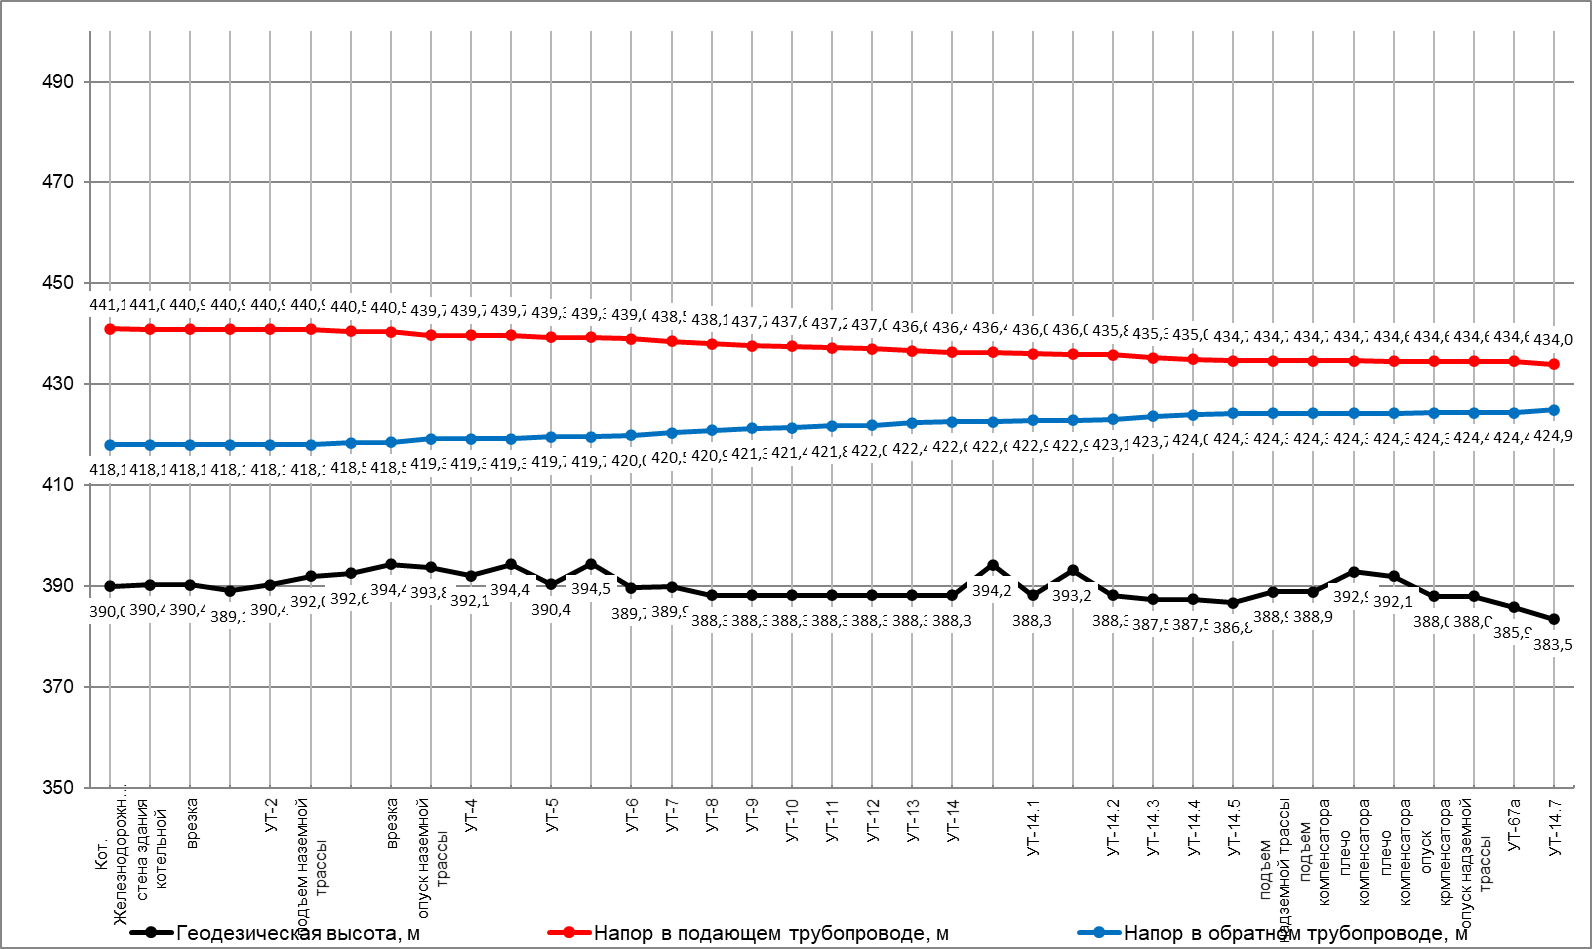 490
470
450
430
410
390
370
350
441,1 441,0 440,9 440,9 440,9 440,9 440,5 440,5 439,7 439,7 439,7 439,3 439,3 439,0 438,5 438,1 437,7 437,6 437,2 437,0 436,6 436,4 436,4 436,0 436,0 435,8 435,3 435,0 434,7 434,7 434,7 434,7 434,6 434,6 434,6 434,6 434,0
418,1 418,1 418,1 418,1 418,1 418,1 418,5 418,5 419,3 419,3 419,3 419,7 419,7 420,0 420,5 420,9 421,3 421,4 421,8 422,0 422,4 422,6 422,6 422,9 422,9 423,1 423,7 424,0 424,3 424,3 424,3 424,3 424,3 424,3 424,4 424,4 424,9
390,0 390,4 390,4 389,1 390,4 392,0 392,6 394,4 393,8 392,1 394,4 390,4 394,5 389,7 389,9 388,3 388,3 388,3 388,3 388,3 388,3 388,3 394,2 388,3 393,2 388,3 387,5 387,5 386,8 388,9 388,9 392,9 392,1 388,0 388,0 385,9 383,5
Кот.
Железнодорожн...
стена здания
котельной
врезка
УТ-2
подъем наземной
трассы
врезка
опуск наземной
трассы
УТ-4
УТ-5
УТ-6
УТ-7
УТ-8
УТ-9
УТ-10
УТ-11
УТ-12
УТ-13
УТ-14
УТ-14.1
УТ-14.2
УТ-14.3
УТ-14.4
УТ-14.5
подъем
надземной трассы
подъем
компенсатора
плечо
компенсатора
плечо
компенсатора
опуск
крмпенсатора
опуск надземной
трассы
УТ-67а
УТ-14.7
Геодезическая высота, м
Напор в подающем трубопроводе, м
Напор в обратном трубопроводе, м